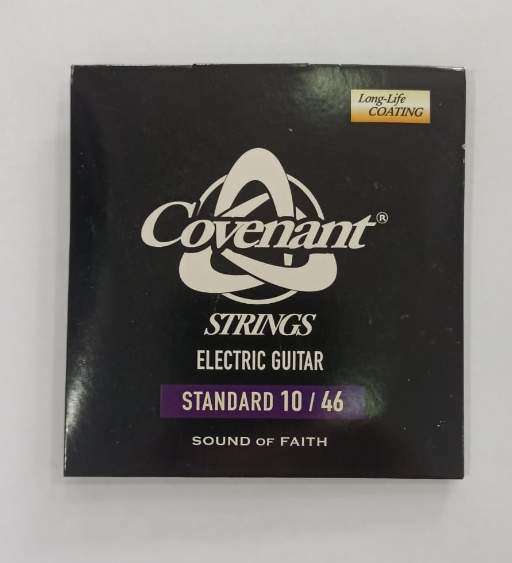 Long-Life
COATING
Covenant®
STRINGS
ELECTRIC GUITAR
STANDARD 10 / 46
SOUND OF FAITH